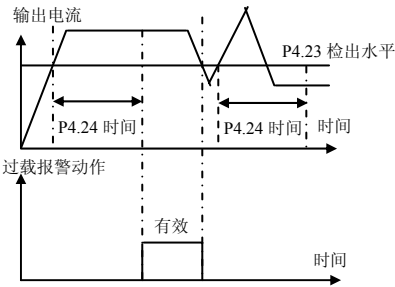 输出电流
P4.23 检出水平
P4.24 时间
P4.24 时间
时间
过载报警动作
有效
时间